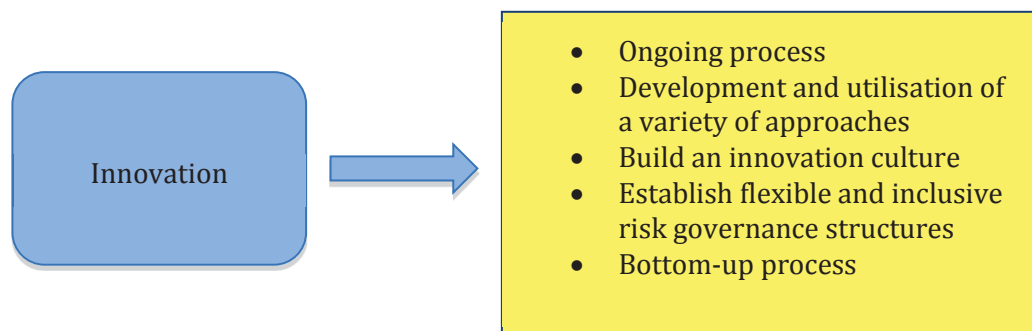 Innovation
• Ongoing process
• Development and utilisation of
a variety of approaches
• Build an innovation culture
• Establish flexible and inclusive
risk governance structures
• Bottom-up process